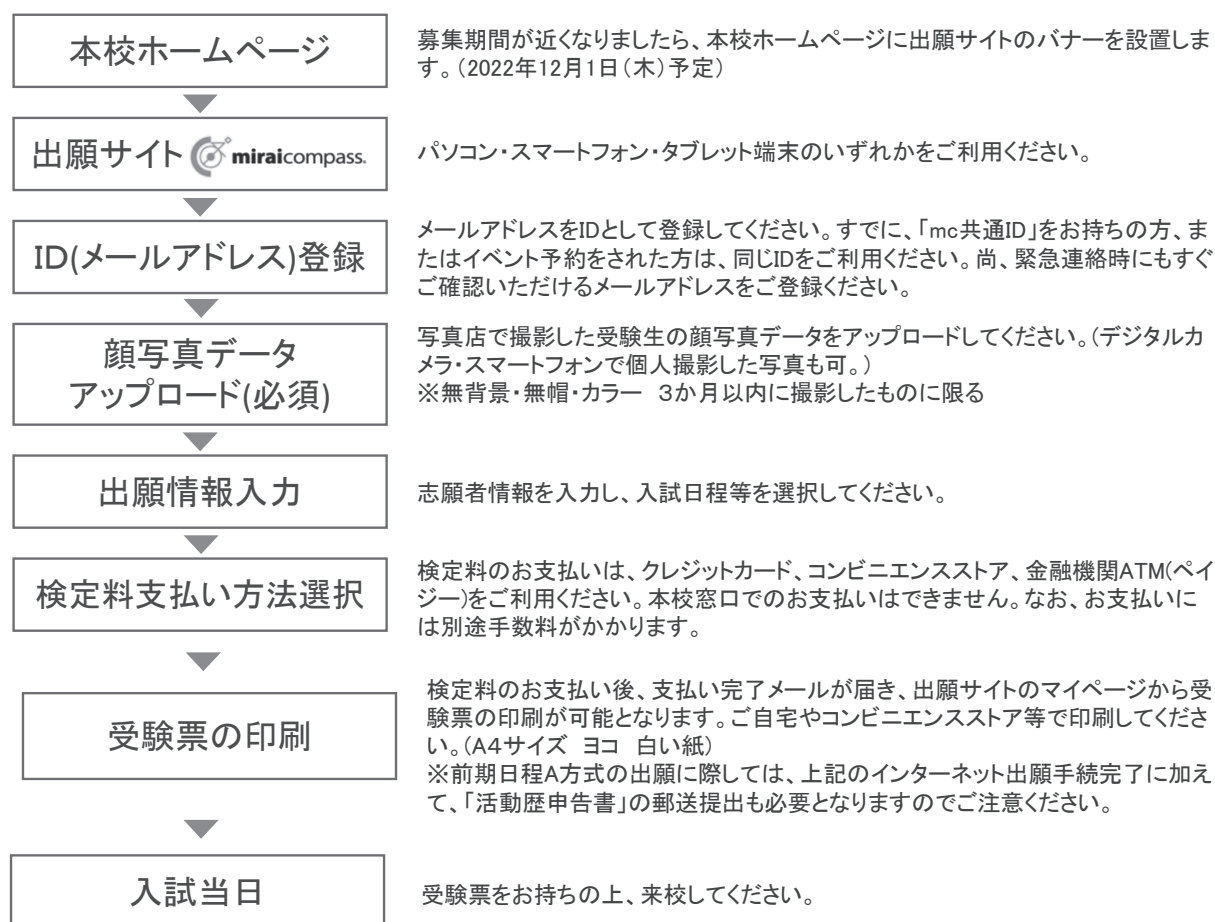 本校ホームページ
募集期間が近くなりましたら、本校ホームページに出願サイトのバナーを設置しま
す。(2022年12月1日(木)予定)
出願サイト miraicompass.
パソコン・スマートフォン・タブレット端末のいずれかをご利用ください。
ID(メールアドレス)登録
メールアドレスをIDとして登録してください。すでに、「mc共通ID」をお持ちの方、ま
たはイベント予約をされた方は、同じIDをご利用ください。尚、緊急連絡時にもすぐ
ご確認いただけるメールアドレスをご登録ください。
顔写真データ
アップロード(必須)
写真店で撮影した受験生の顔写真データをアップロードしてください。(デジタルカ
メラ・スマートフォンで個人撮影した写真も可。)
※無背景・無帽・カラー 3か月以内に撮影したものに限る
出願情報入力
志願者情報を入力し、入試日程等を選択してください。
検定料支払い方法選択
検定料のお支払いは、クレジットカード、コンビニエンスストア、金融機関ATM(ペイ
ジー)をご利用ください。本校窓口でのお支払いはできません。なお、お支払いに
は別途手数料がかかります。
受験票の印刷
検定料のお支払い後、支払い完了メールが届き、出願サイトのマイページから受
験票の印刷が可能となります。ご自宅やコンビニエンスストア等で印刷してくださ
い。(A4サイズ ヨコ 白い紙)
※前期日程A方式の出願に際しては、上記のインターネット出願手続完了に加え
て、「活動歴申告書」の郵送提出も必要となりますのでご注意ください。
入試当日
受験票をお持ちの上、来校してください。